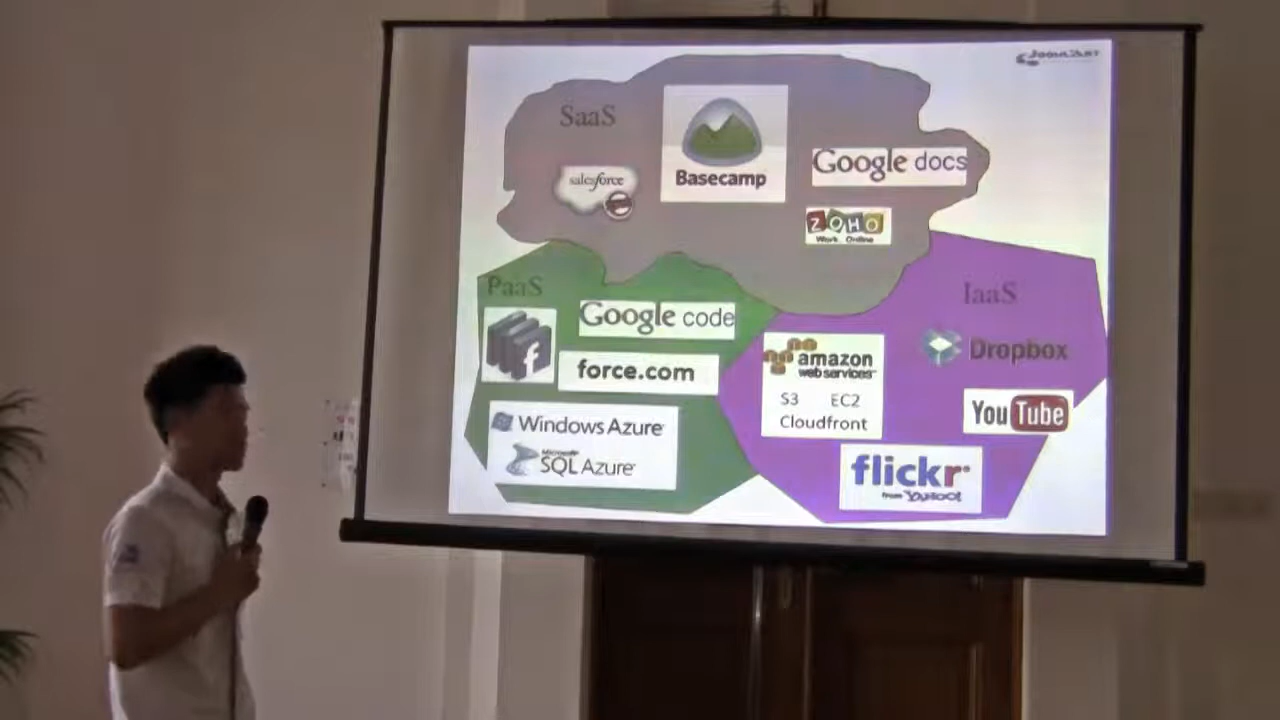 SaaS
salesforce
Basecamp
Google docs
ZOHO
Work. Online
PaaS
Google code
f
force.com
Windows Azure
Microsoft
SQL Azure
IaaS
amazon
web services
S3 EC2
Cloudfront
Dropbox
YouTube
flickr
from YAHOO!